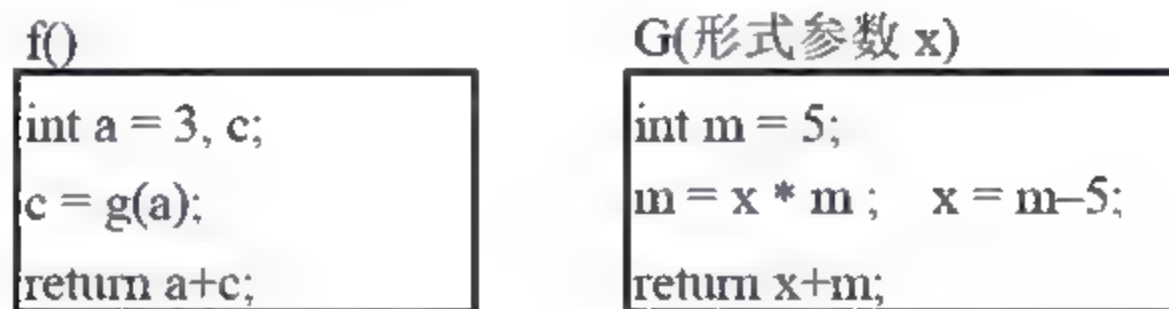 f()
int a = 3, c;
c = g(a);
return a+c;
G(形式参数 x)
int m = 5;
m = x * m ; x = m–5;
return x+m;